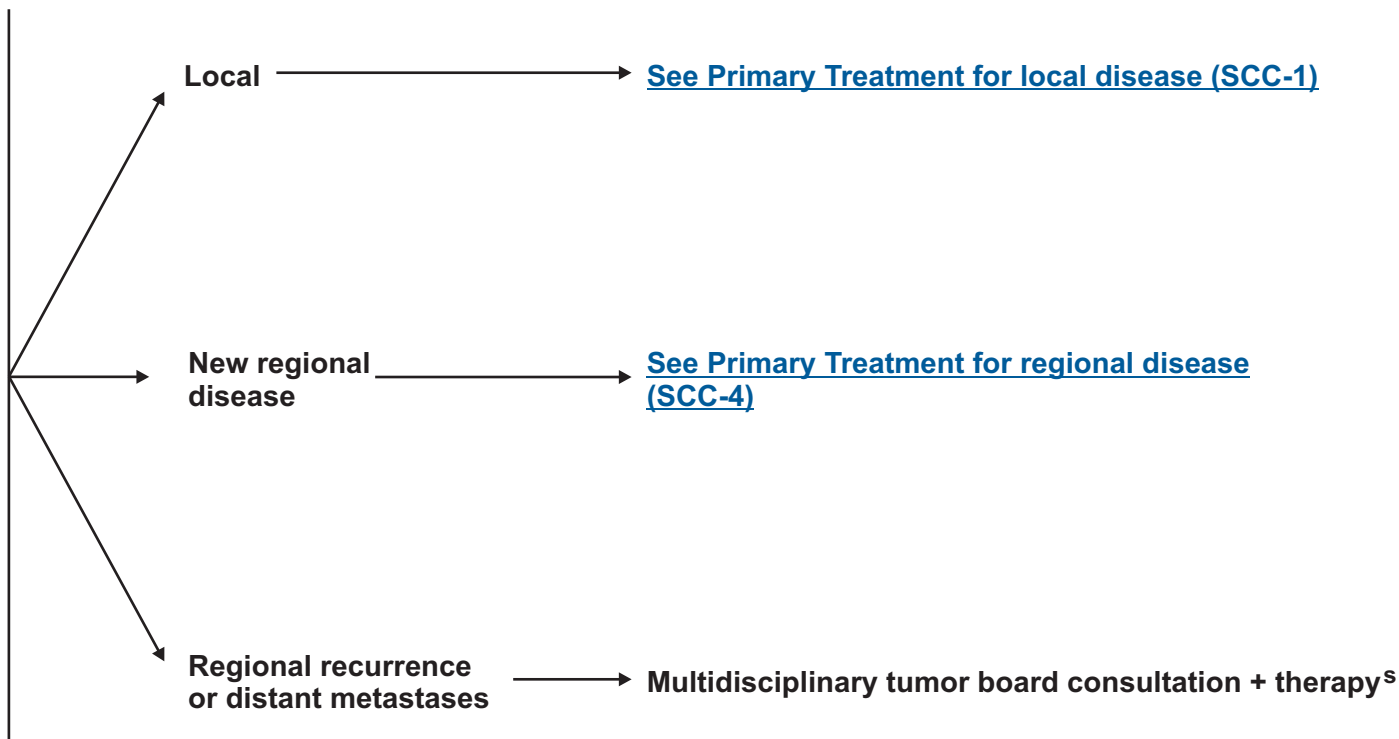 Local
See Primary Treatment for local disease (SCC-1)
New regional
disease
See Primary Treatment for regional disease
(SCC-4)
Regional recurrence
or distant metastases
Multidisciplinary tumor board consultation + therapy s